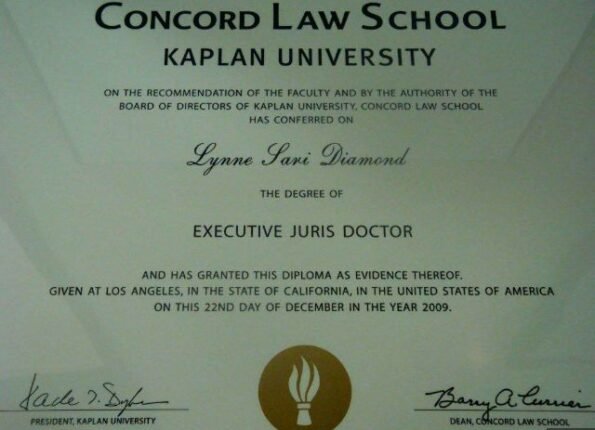 CONCORD LAW SCHOOL
KAPLAN UNIVERSITY
ON THE RECOMMENDATION OF THE FACULTY AND BY THE AUTHORITY OF THE
BOARD OF DIRECTORS OF KAPLAN UNIVERSITY, CONCORD LAW SCHOOL
HAS CONFERRED ON
Lynne Sari Diamond
THE DEGREE OF
EXECUTIVE JURIS DOCTOR
AND HAS GRANTED THIS DIPLOMA AS EVIDENCE THEREOF.
GIVEN AT LOS ANGELES, IN THE STATE OF CALIFORNIA, IN THE UNITED STATES OF AMERICA
ON THIS 22ND DAY OF DECEMBER IN THE YEAR 2009.
Barry A. Currier
PRESIDENT, KAPLAN UNIVERSITY
DEAN, CONCORD LAW SCHOOL